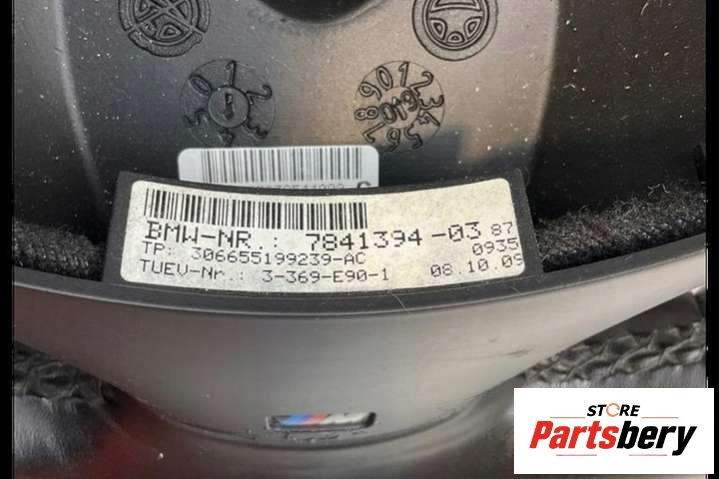 BMW-NR.: 7841394-03 87
TP: 306655199239-AC 0935
TUEV-Nr.: 3-369-E90-1 08.10.09
STORE
Partsbery